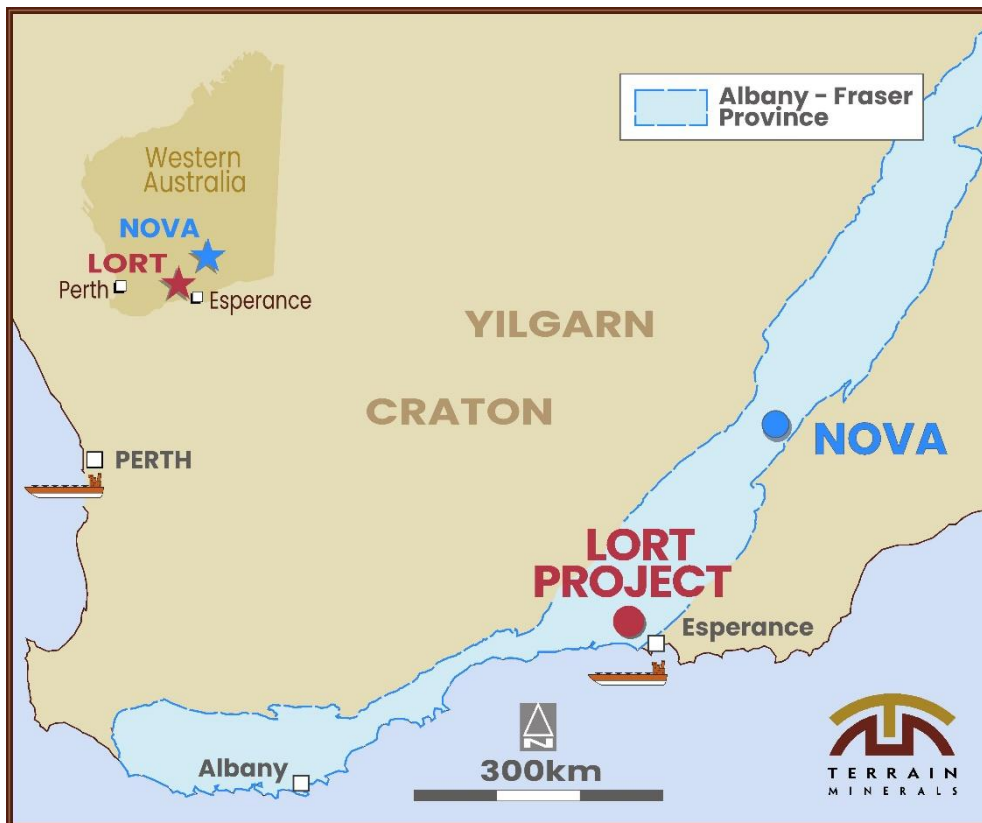 Albany - Fraser
Province
Western
Australia
NOVA
LORT
Perth
Esperance
YILGARN
CRATON
PERTH
NOVA
LORT
PROJECT
Esperance
Albany
N
300km
TERRAIN
MINERALS